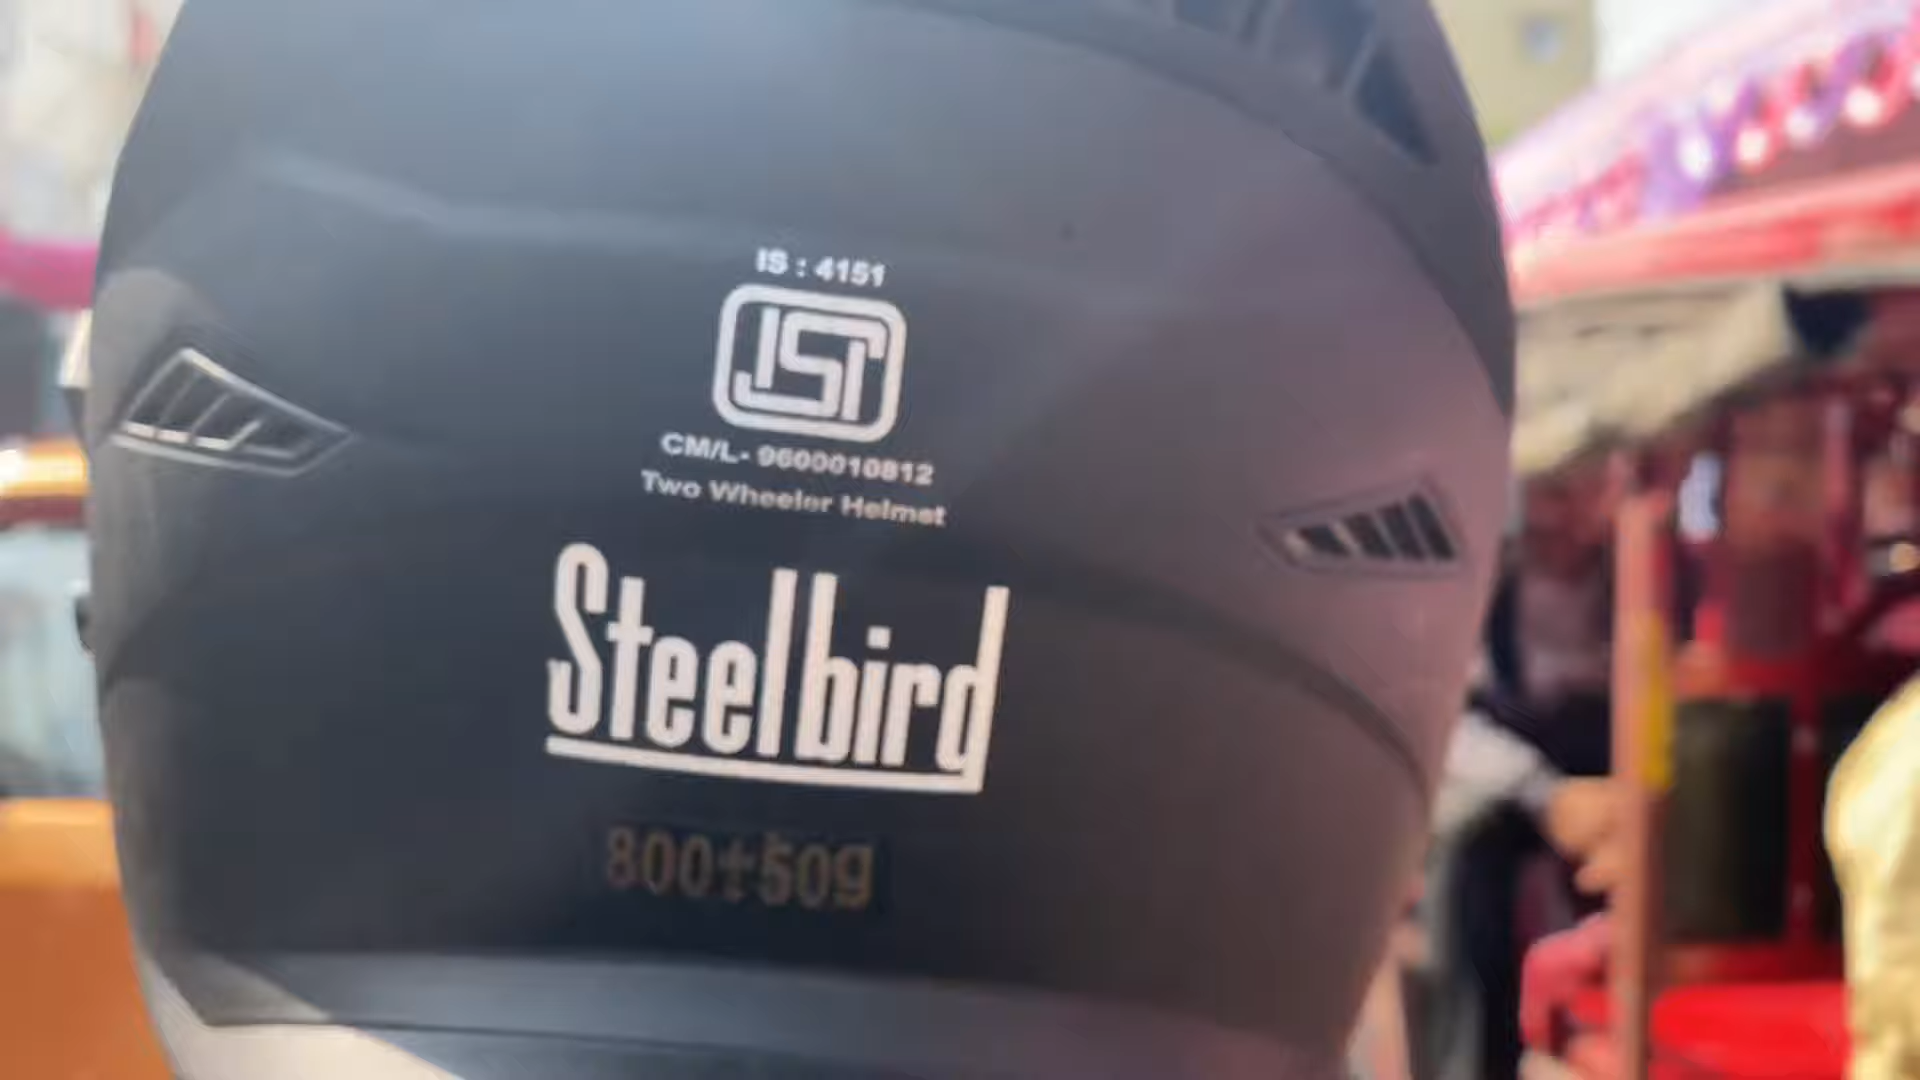 IS : 4151
ISI
CM/L- 9600010812
Two Wheeler Helmet
Steelbird
800±50g